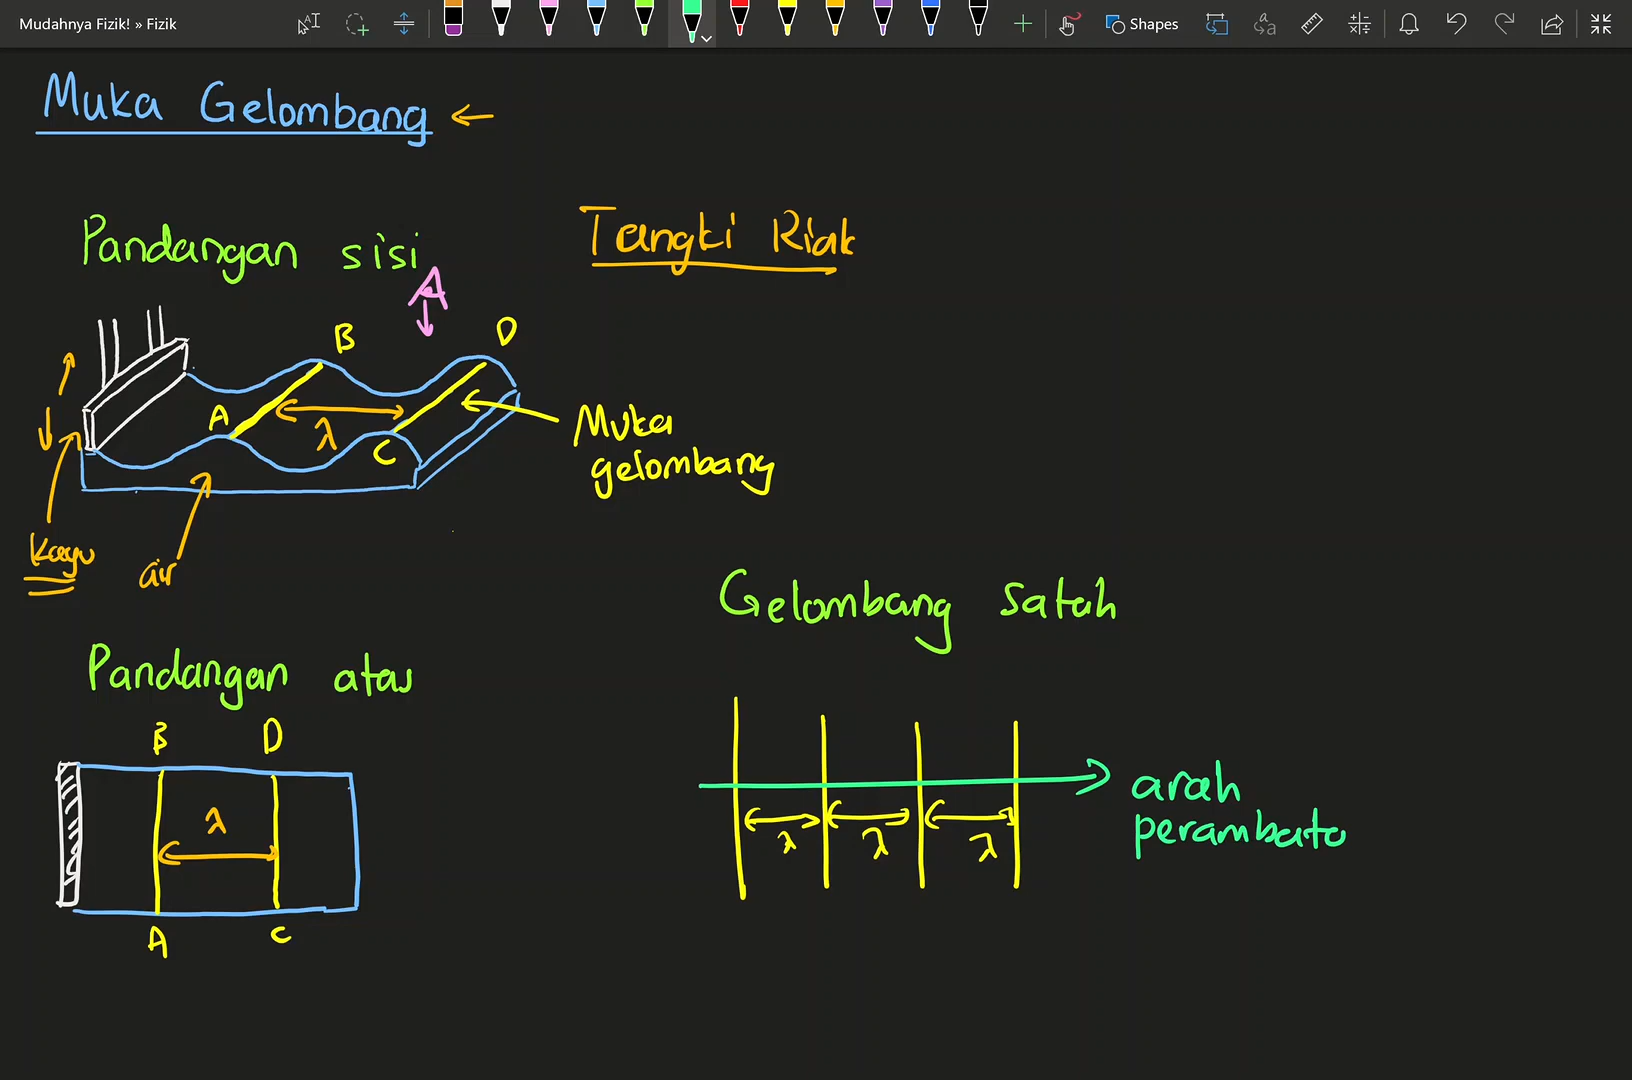 Mudahnya Fizik! » Fizik
Shapes
Muka Gelombang
Pandangan sisi
Tangki Riak
A
B
D
A
λ
C
Muka
gelombang
Kayu
air
Gelombang Satah
Pandangan atas
B
D
λ
A
C
λ
λ
λ
arah
perambata